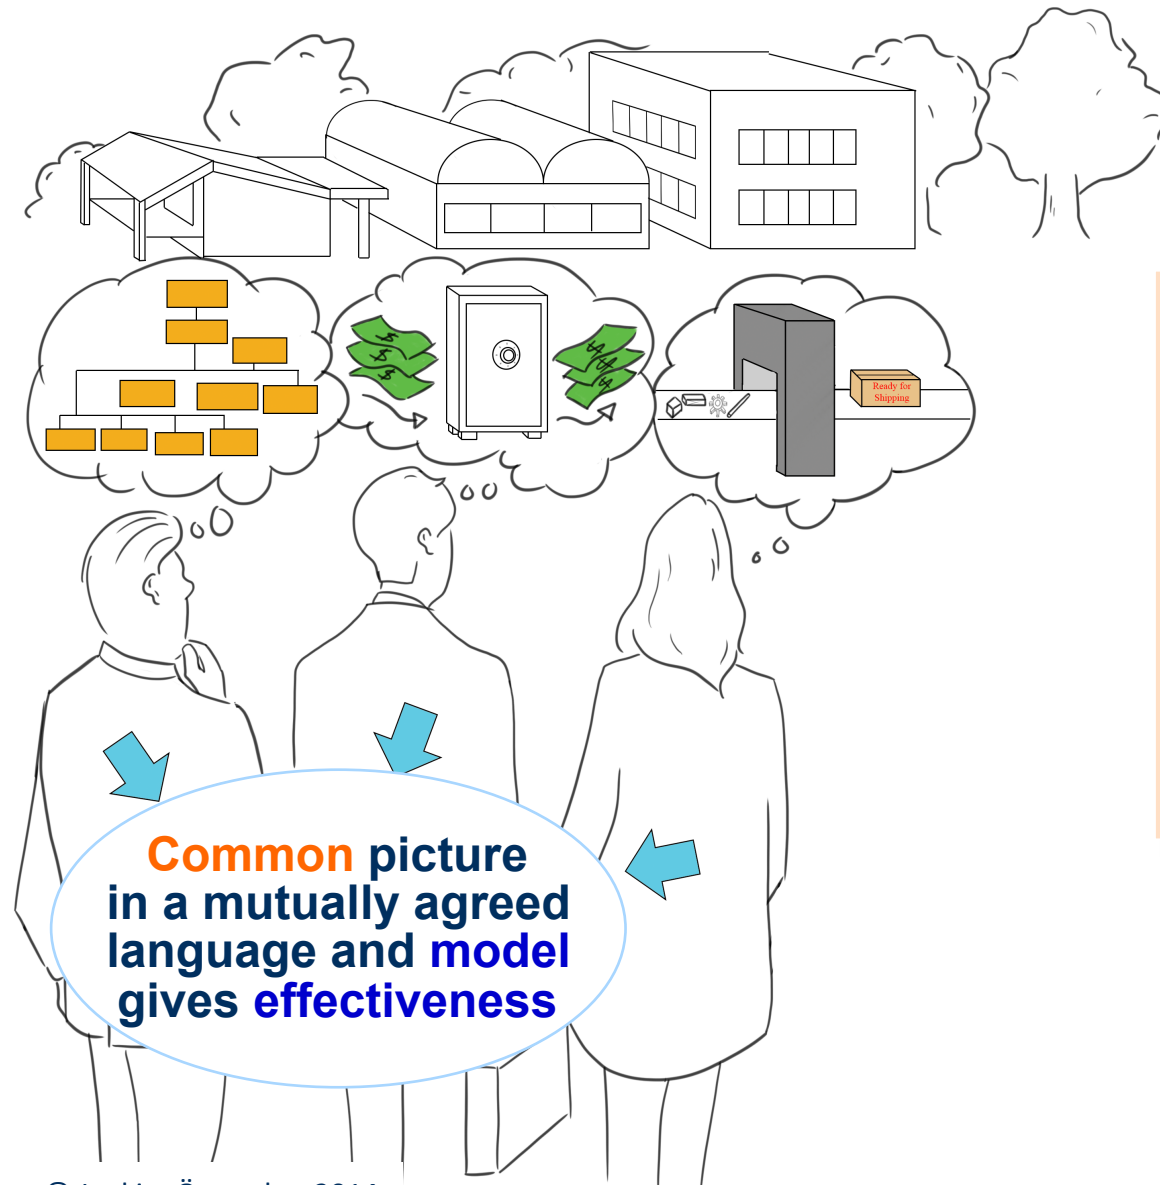 Ready for
Shipping
Common picture
in a mutually agreed
language and model
gives effectiveness